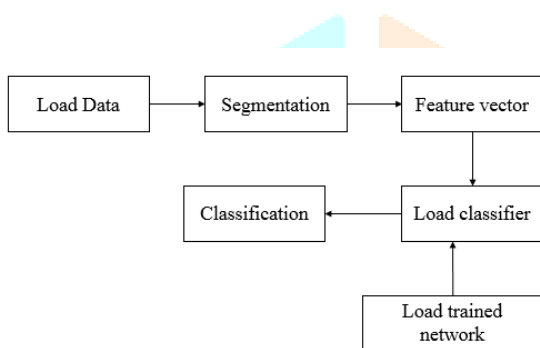 Load Data
Segmentation
Feature vector
Classification
Load classifier
Load trained
network